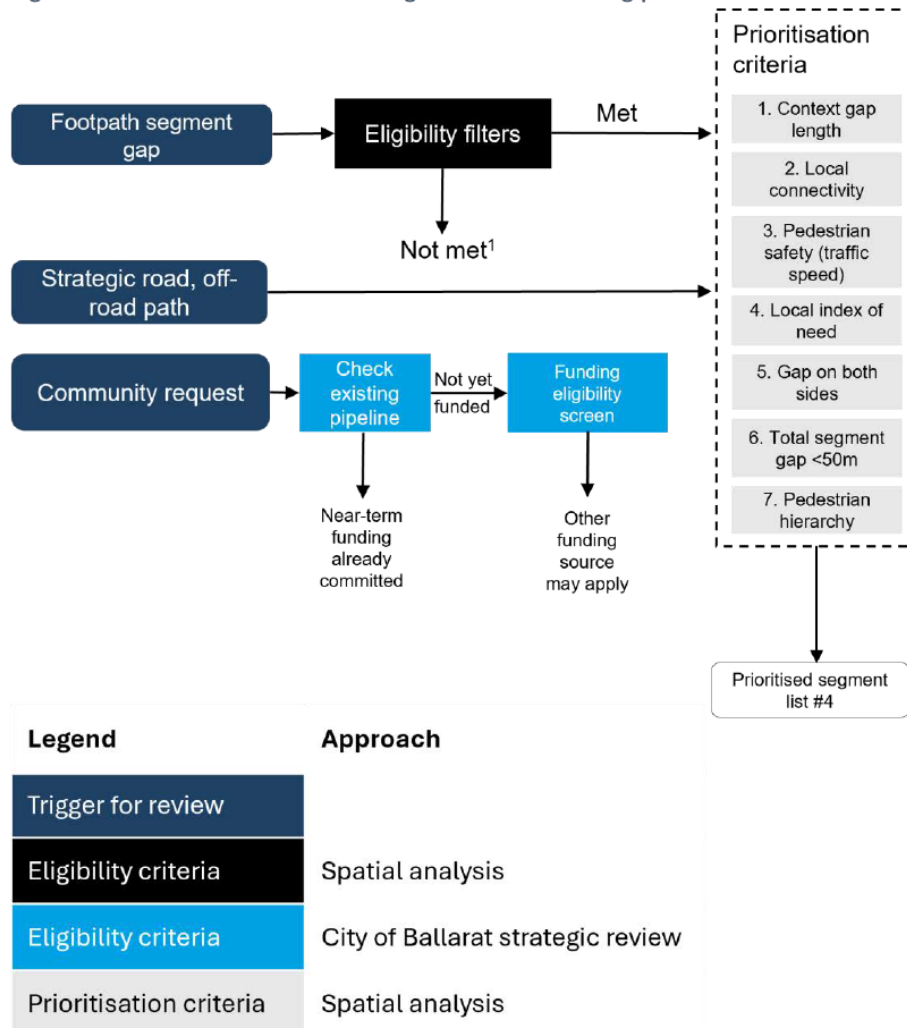 Prioritisation
criteria
Footpath segment
gap
Eligibility filters
Met
Not met¹
1. Context gap
length
2. Local
connectivity
3. Pedestrian
safety (traffic
speed)
4. Local index of
need
5. Gap on both
sides
6. Total segment
gap <50m
7. Pedestrian
hierarchy
Strategic road, off-
road path
Community request
Check
existing
pipeline
Not yet
funded
Funding
eligibility
screen
Near-term
funding
already
committed
Other
funding
source
may apply
Prioritised segment
list #4
Legend Approach
Trigger for review
Eligibility criteria Spatial analysis
Eligibility criteria City of Ballarat strategic review
Prioritisation criteria Spatial analysis